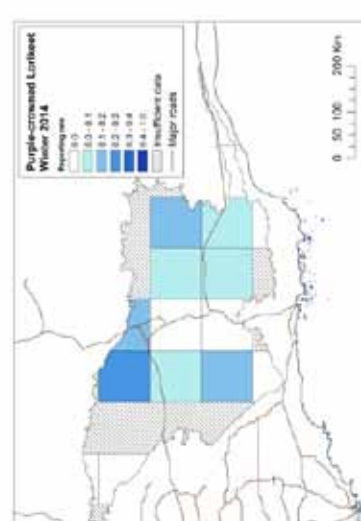 Purple-crowned Lorikeet
Winter 2014
Reporting rate
0.0
0.0 - 0.1
0.1 - 0.2
0.2 - 0.3
0.3 - 0.4
0.4 - 1.0
Insufficient data
Major roads
0 50 100 200 Km